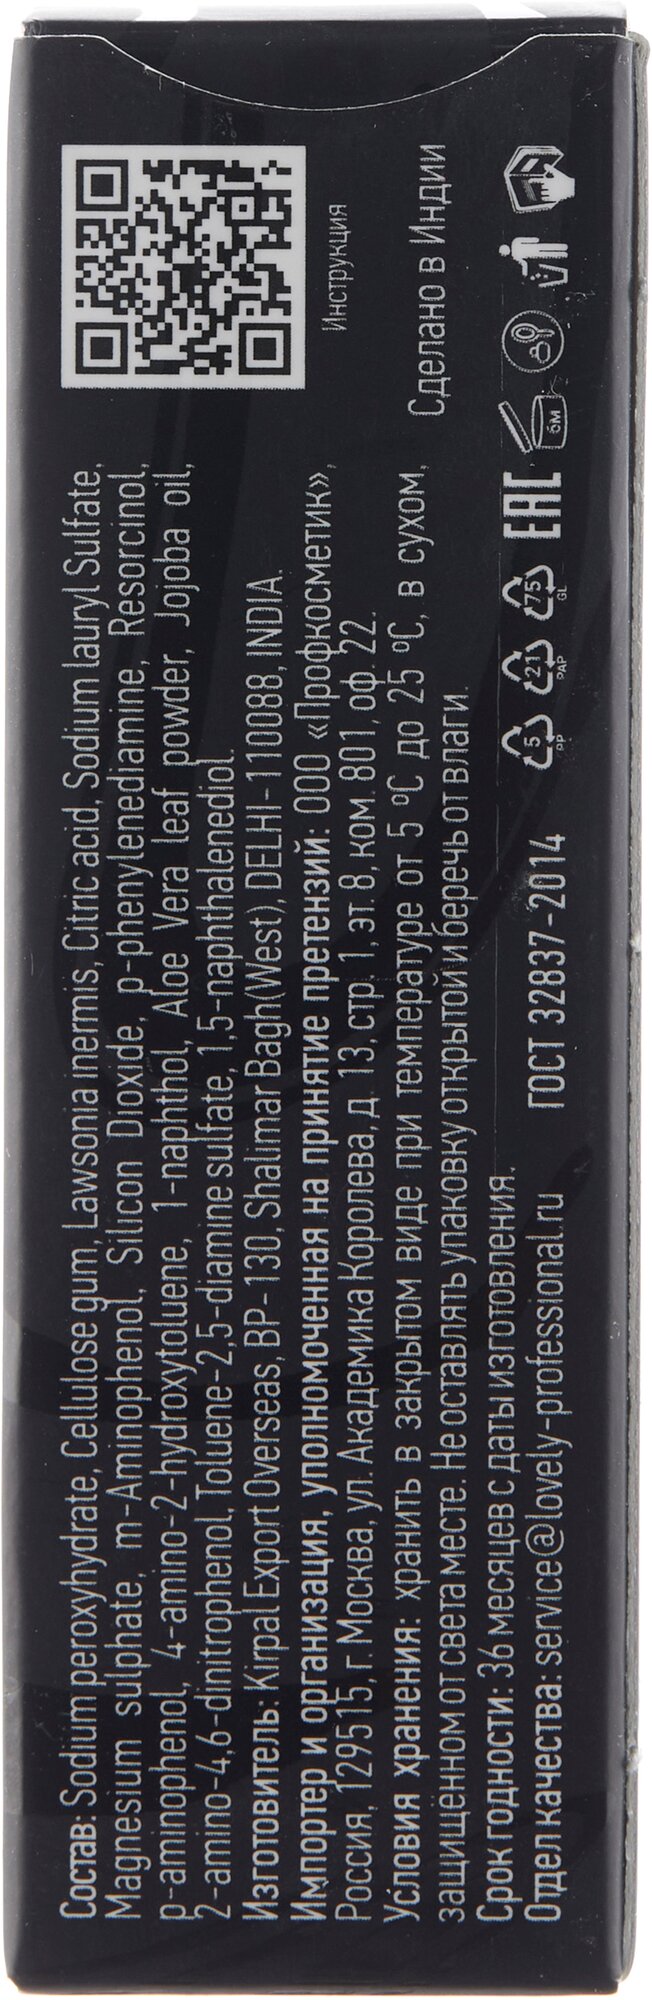 Состав: Sodium peroxyhydrate, Cellulose gum, Lawsonia inermis, Citric acid, Sodium lauryl Sulfate,
Magnesium sulphate, m-Aminophenol, Silicon Dioxide, p-phenylenediamine, Resorcinol,
p-aminophenol, 4-amino-2-hydroxytoluene, 1-naphthol, Aloe Vera leaf powder, Jojoba oil,
2-amino-4,6-dinitrophenol, Toluene-2,5-diamine sulfate, 1,5-naphthalenediol.
Изготовитель: Kirpal Export Overseas, BP-130, Shalimar Bagh(West), DELHI-110088, INDIA.
Импортер и организация, уполномоченная на принятие претензий: ООО «Профкосметик»,
Россия, 129515, г. Москва, ул. Академика Королева, д. 13, стр. 1, эт 8, ком. 801, оф. 22.
Условия хранения: хранить в закрытом виде при температуре от 5 ºС до 25 ºС, в сухом,
защищённом от света месте. Не оставлять упаковку открытой и беречь от влаги.
Срок годности: 36 месяцев с даты изготовления.
Отдел качества: service@lovely-professional.ru
ГОСТ 32837-2014
5
PP
21
PAP
75
GL
EAC
6М
Инструкция
Сделано в Индии